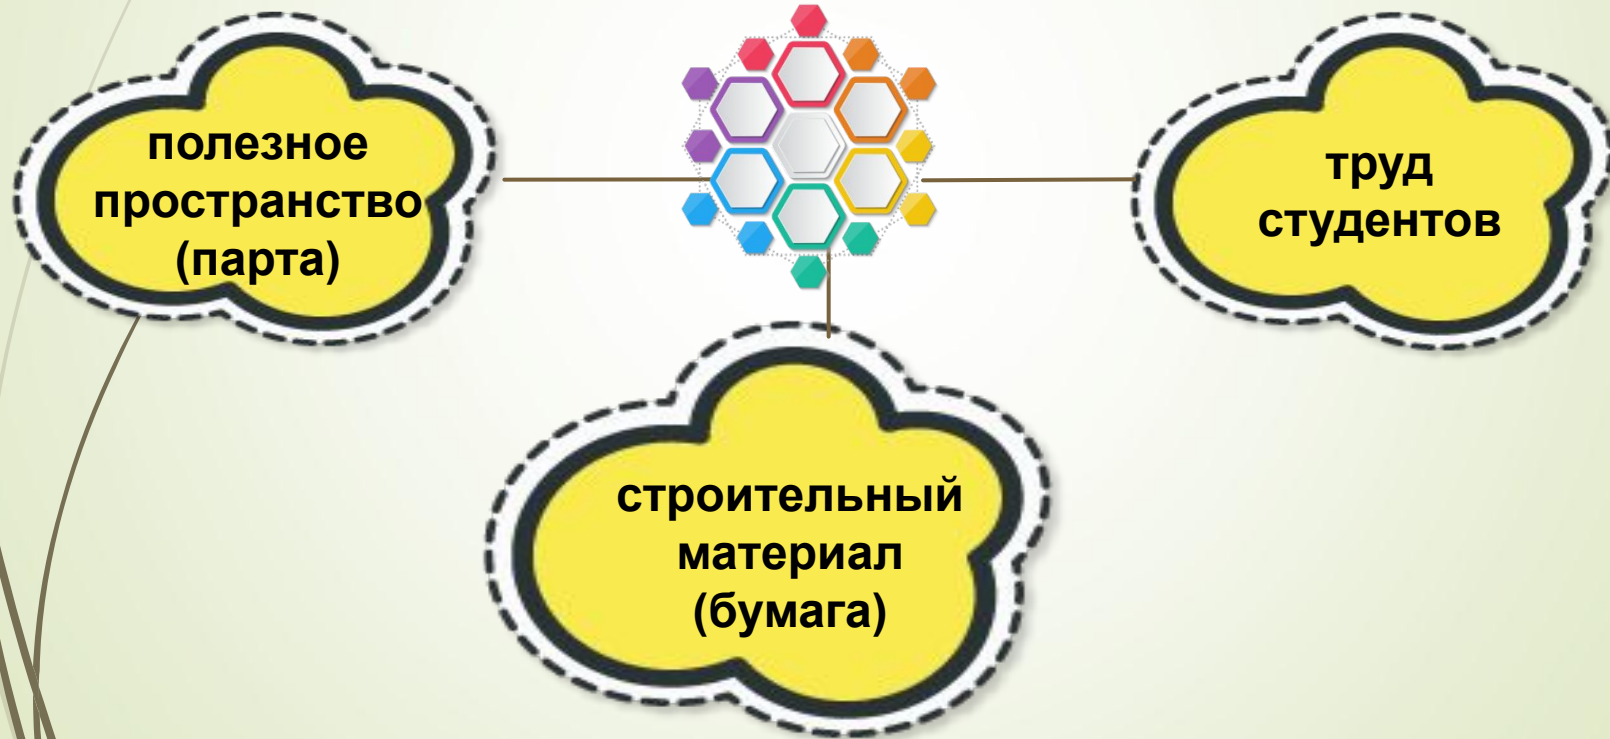 полезное
пространство
(парта)
труд
студентов
строительный
материал
(бумага)